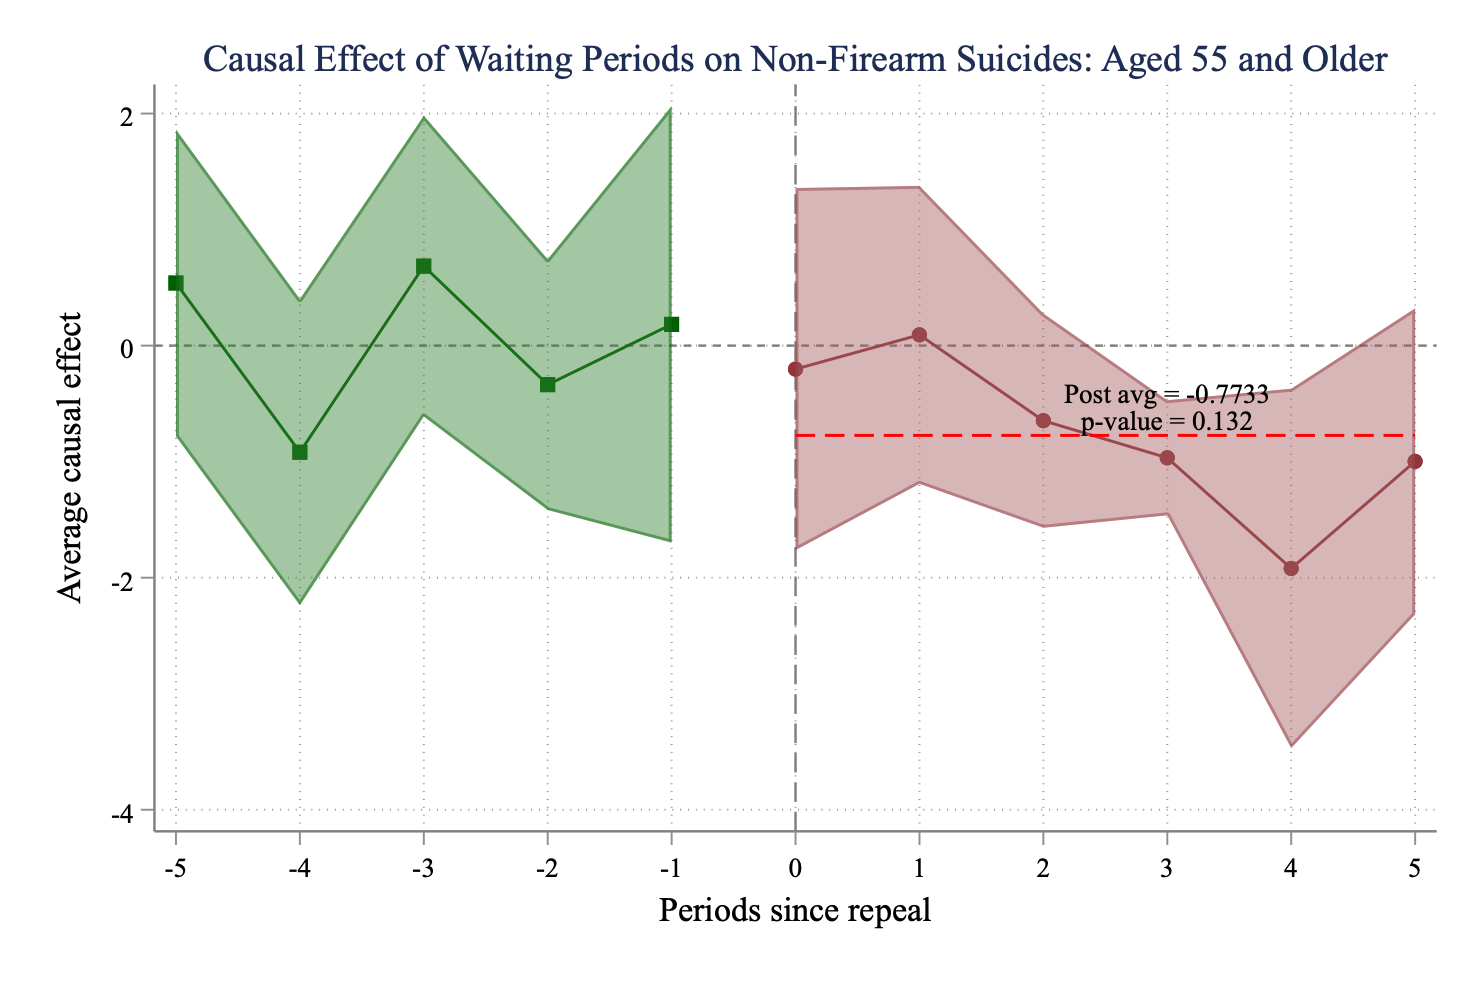 Causal Effect of Waiting Periods on Non-Firearm Suicides: Aged 55 and Older
Average causal effect
2
0
-2
-4
Post avg = -0.7733
p-value = 0.132
-5 -4 -3 -2 -1 0 1 2 3 4 5
Periods since repeal